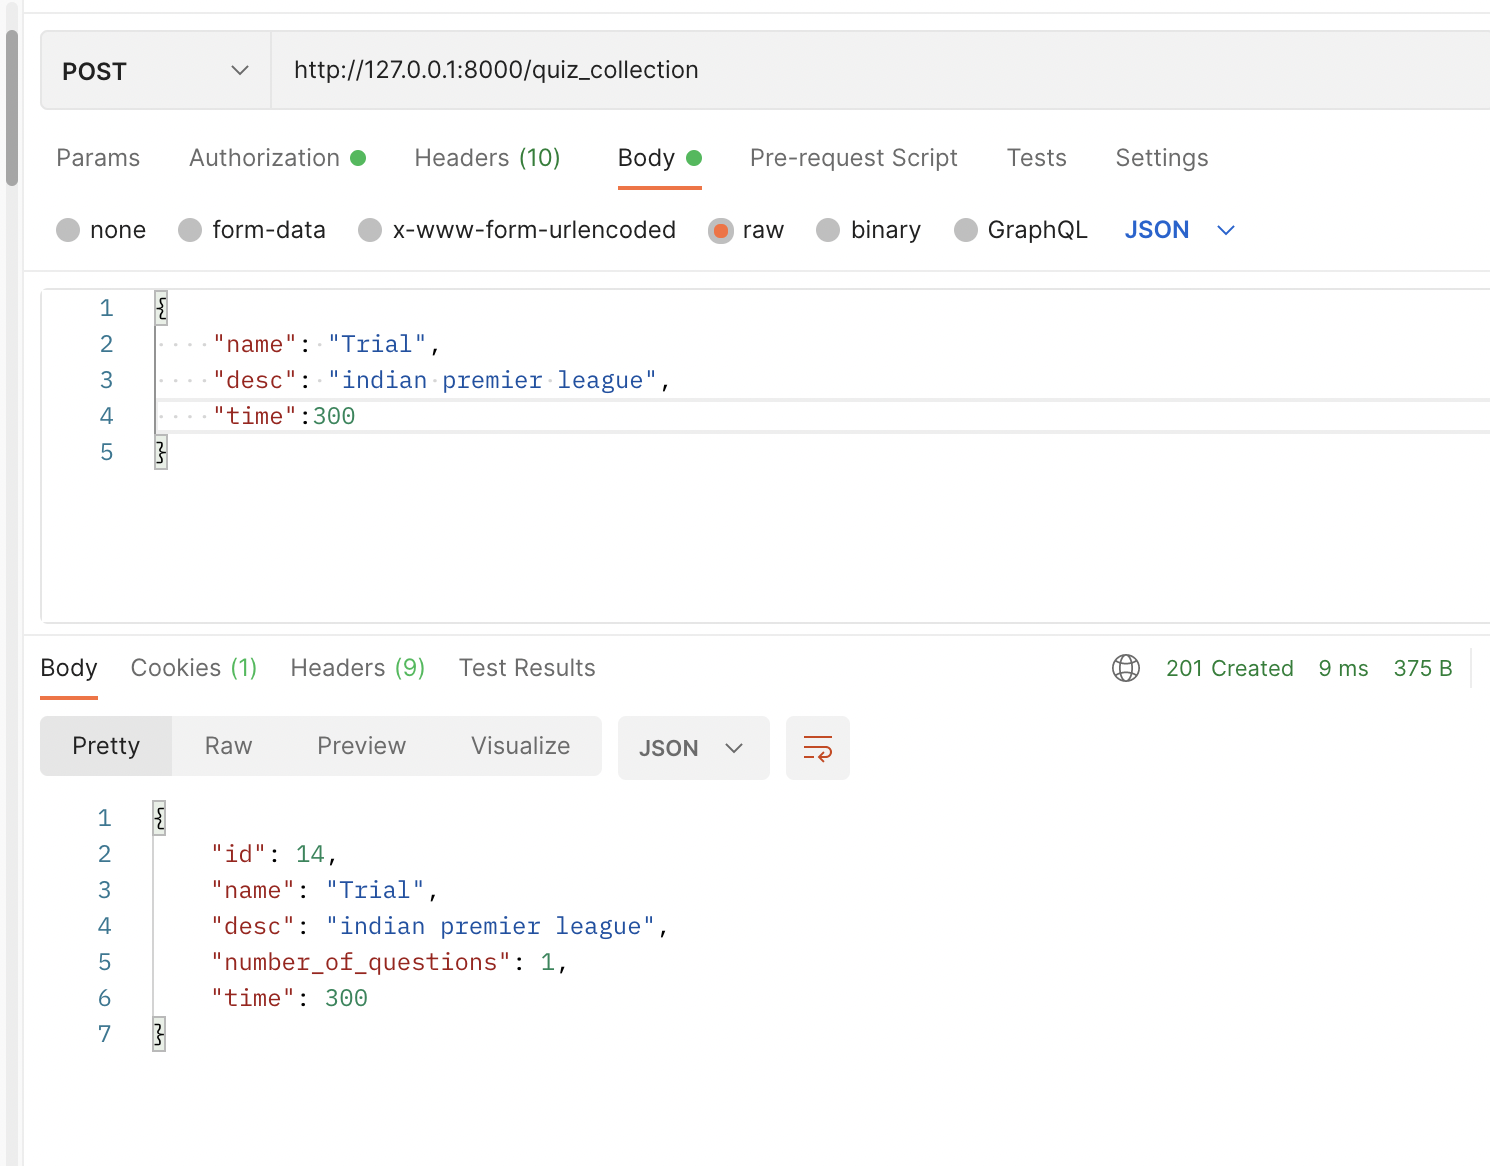 POST http://127.0.0.1:8000/quiz_collection
Params Authorization Headers (10) Body Pre-request Script Tests Settings
none form-data x-www-form-urlencoded raw binary GraphQL JSON
1 {
2 "name": "Trial",
3 "desc": "indian premier league",
4 "time":300
5 }
Body Cookies (1) Headers (9) Test Results 201 Created 9 ms 375 B
Pretty Raw Preview Visualize JSON
1 {
2 "id": 14,
3 "name": "Trial",
4 "desc": "indian premier league",
5 "number_of_questions": 1,
6 "time": 300
7 }